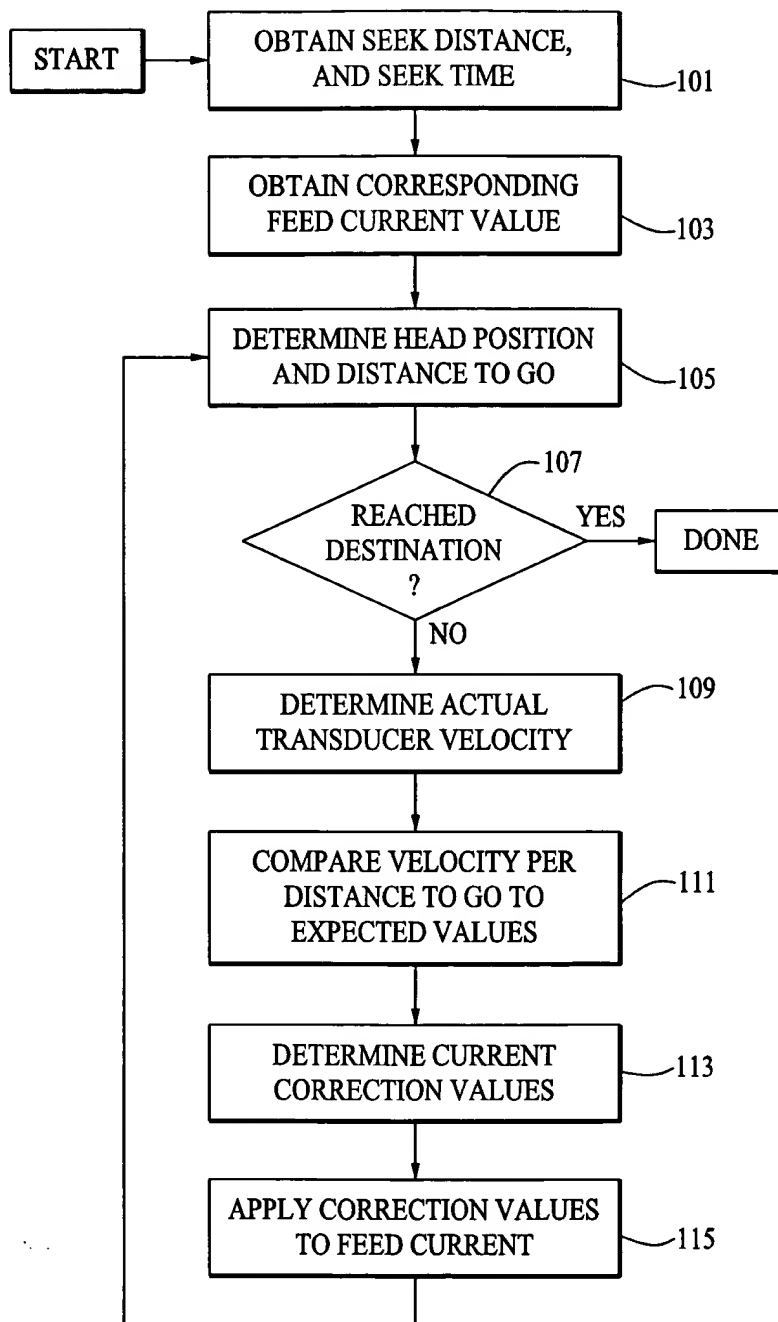 START
OBTAIN SEEK DISTANCE,
AND SEEK TIME
101
OBTAIN CORRESPONDING
FEED CURRENT VALUE
103
DETERMINE HEAD POSITION
AND DISTANCE TO GO
105
107
REACHED
DESTINATION
?
YES
DONE
NO
DETERMINE ACTUAL
TRANSDUCER VELOCITY
109
COMPARE VELOCITY PER
DISTANCE TO GO TO
EXPECTED VALUES
111
DETERMINE CURRENT
CORRECTION VALUES
113
APPLY CORRECTION VALUES
TO FEED CURRENT
115